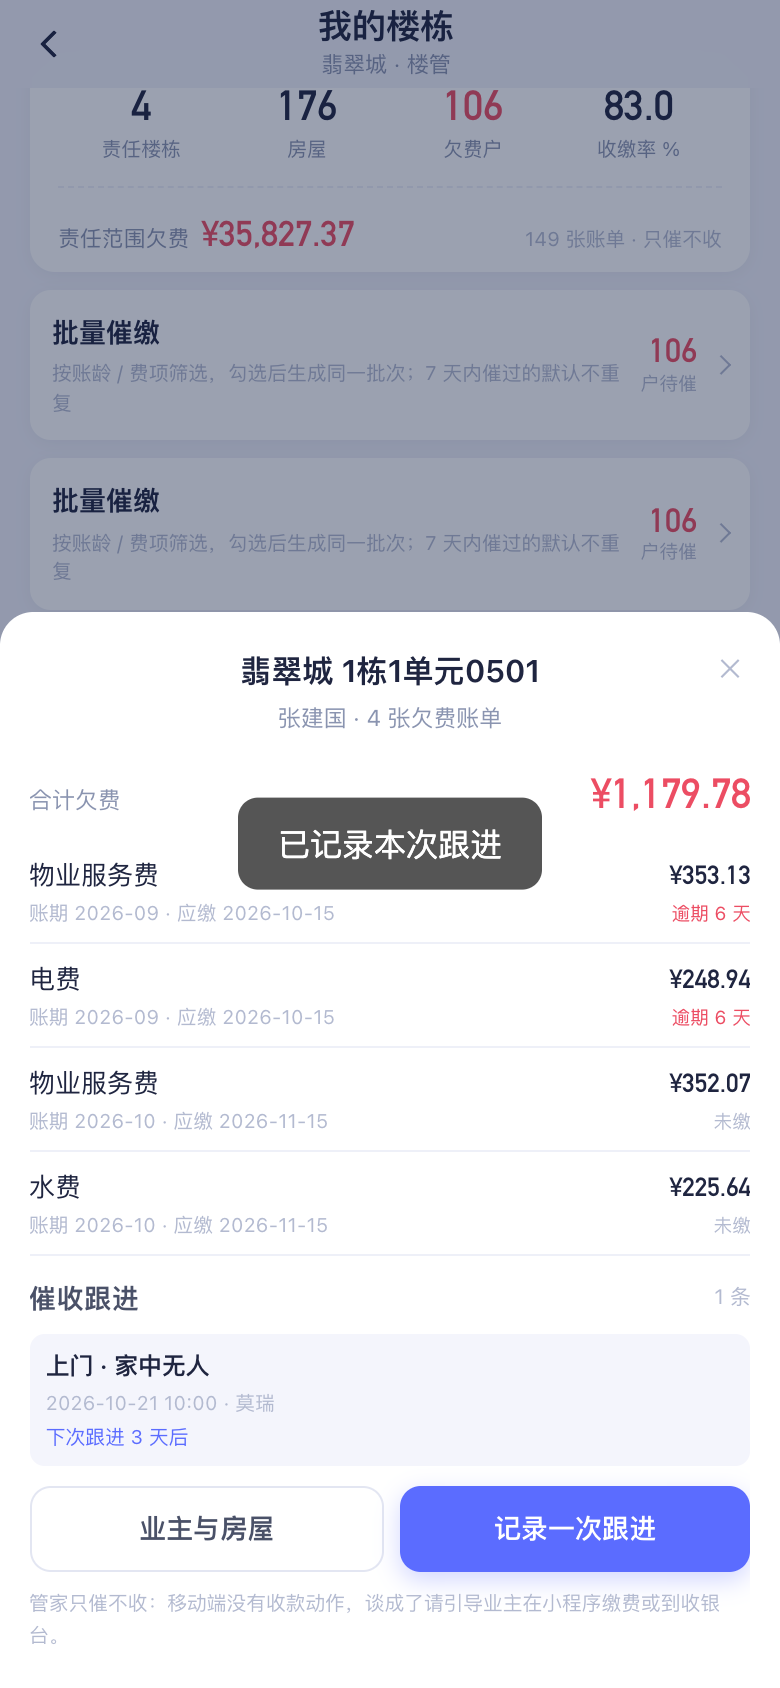 我的楼栋
翡翠城 · 楼管
4 176 106 83.0
责任楼栋 房屋 欠费户 收缴率 %
责任范围欠费 ¥35,827.37 149 张账单 · 只催不收
批量催缴
106
按账龄 / 费项筛选，勾选后生成同一批次；7 天内催过的默认不重
户待催
复
批量催缴
106
按账龄 / 费项筛选，勾选后生成同一批次；7 天内催过的默认不重
户待催
复
翡翠城 1栋1单元0501
张建国 · 4 张欠费账单
合计欠费 ¥1,179.78
已记录本次跟进
物业服务费 ¥353.13
账期 2026-09 · 应缴 2026-10-15 逾期 6 天
电费 ¥248.94
账期 2026-09 · 应缴 2026-10-15 逾期 6 天
物业服务费 ¥352.07
账期 2026-10 · 应缴 2026-11-15 未缴
水费 ¥225.64
账期 2026-10 · 应缴 2026-11-15 未缴
催收跟进 1 条
上门 · 家中无人
2026-10-21 10:00 · 莫瑞
下次跟进 3 天后
业主与房屋 记录一次跟进
管家只催不收：移动端没有收款动作，谈成了请引导业主在小程序缴费或到收银
台。